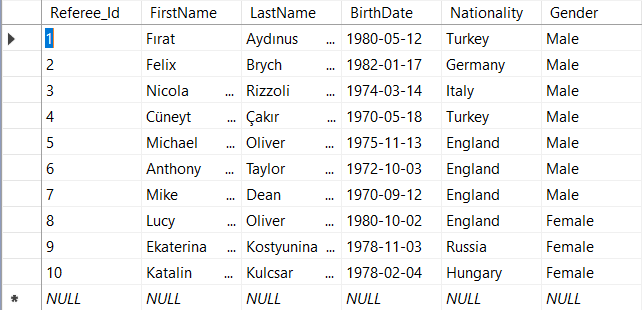 Referee_Id FirstName LastName BirthDate Nationality Gender
1 Fırat Aydınus ... 1980-05-12 Turkey Male
2 Felix Brych ... 1982-01-17 Germany Male
3 Nicola ... Rizzoli ... 1974-03-14 Italy Male
4 Cüneyt ... Çakır ... 1970-05-18 Turkey Male
5 Michael ... Oliver ... 1975-11-13 England Male
6 Anthony ... Taylor ... 1972-10-03 England Male
7 Mike ... Dean ... 1970-09-12 England Male
8 Lucy ... Oliver ... 1980-10-02 England Female
9 Ekaterina ... Kostyunina ... 1978-11-03 Russia Female
10 Katalin ... Kulcsar ... 1978-02-04 Hungary Female
* NULL NULL NULL NULL NULL NULL